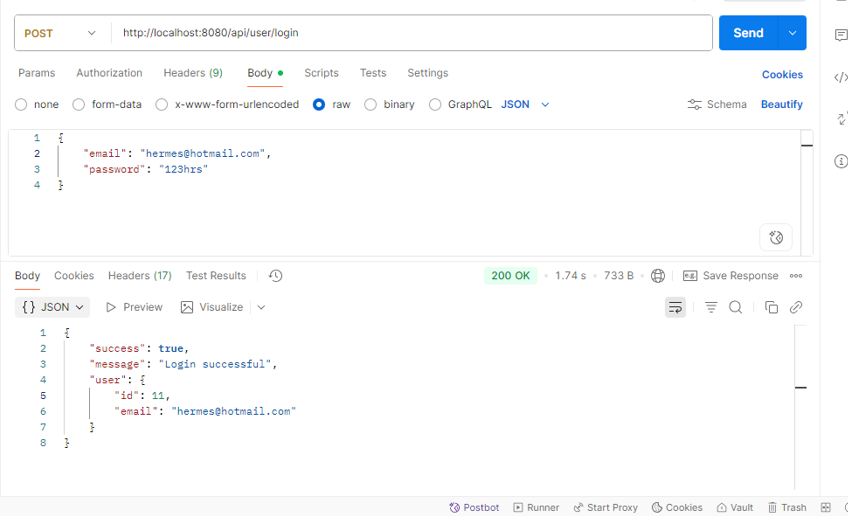 POST http://localhost:8080/api/user/login Send
Params Authorization Headers (9) Body Scripts Tests Settings Cookies
none form-data x-www-form-urlencoded raw binary GraphQL JSON Schema Beautify
1 {
2 "email": "hermes@hotmail.com",
3 "password": "123hrs"
4 }
Body Cookies Headers (17) Test Results 200 OK • 1.74 s • 733 B Save Response
{} JSON Preview Visualize
1 {
2 "success": true,
3 "message": "Login successful",
4 "user": {
5 "id": 11,
6 "email": "hermes@hotmail.com"
7 }
8 }
Postbot Runner Start Proxy Cookies Vault Trash